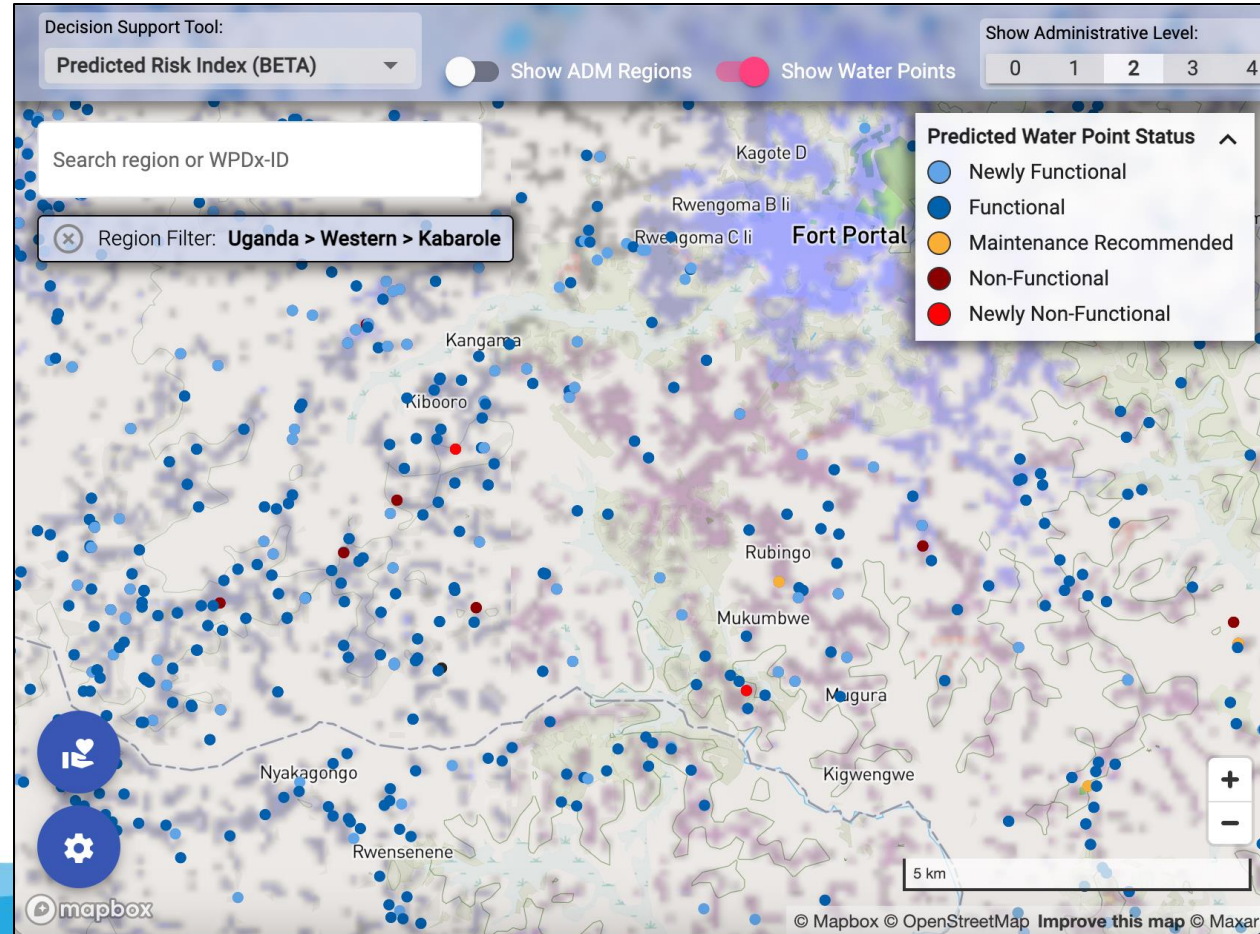 Decision Support Tool:
Predicted Risk Index (BETA)
Show ADM Regions
Show Water Points
Show Administrative Level:
0 1 2 3 4
Search region or WPDx-ID
Region Filter: Uganda > Western > Kabarole
Predicted Water Point Status
Newly Functional
Functional
Maintenance Recommended
Non-Functional
Newly Non-Functional
Kagote D
Rwengoma B Ii
Rwengoma C Ii
Fort Portal
Kangama
Kibooro
Rubingo
Mukumbwe
Mugura
Nyakagongo
Kigwengwe
Rwensenene
+
−
5 km
mapbox
© Mapbox © OpenStreetMap Improve this map © Maxar